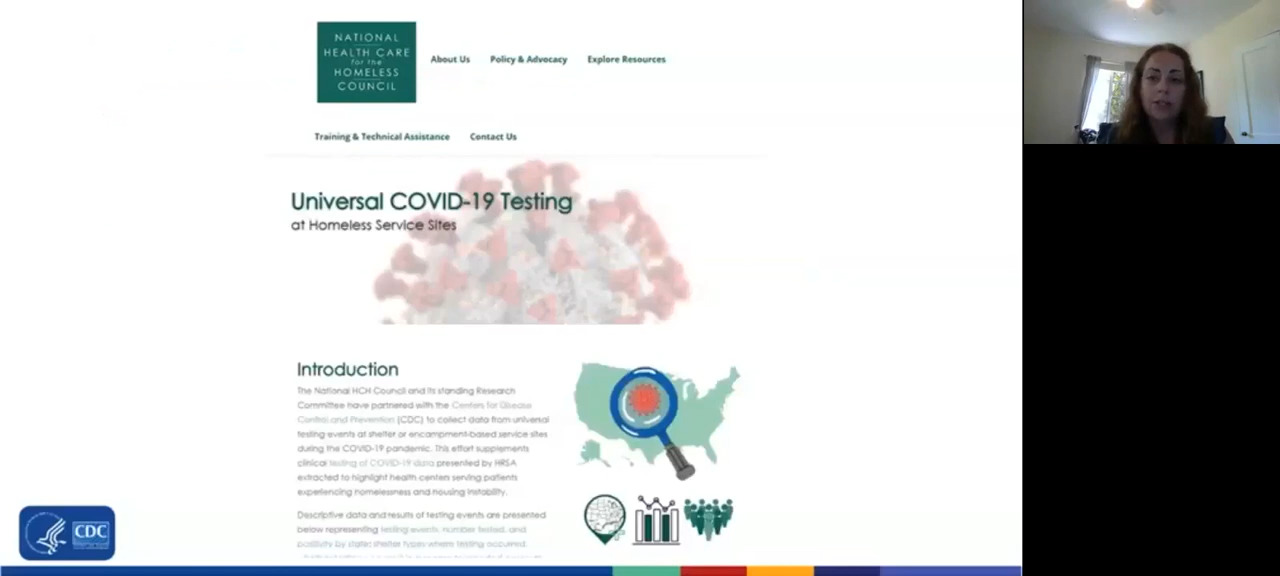 NATIONAL
HEALTH CARE
for the
HOMELESS
COUNCIL
About Us
Policy & Advocacy
Explore Resources
Training & Technical Assistance
Contact Us
Universal COVID-19 Testing
at Homeless Service Sites
Introduction
The National HCH Council and its standing Research
Committee have partnered with the Centers for Disease
Control and Prevention (CDC) to collect data from universal
testing events at shelter or encampment-based service sites
during the COVID-19 pandemic. This effort supplements
clinical testing of COVID-19 data presented by HRSA
extracted to highlight health centers serving patients
experiencing homelessness and housing instability.
Descriptive data and results of testing events are presented
below representing testing events, number tested, and
positivity by state; shelter types where testing occurred
CDC